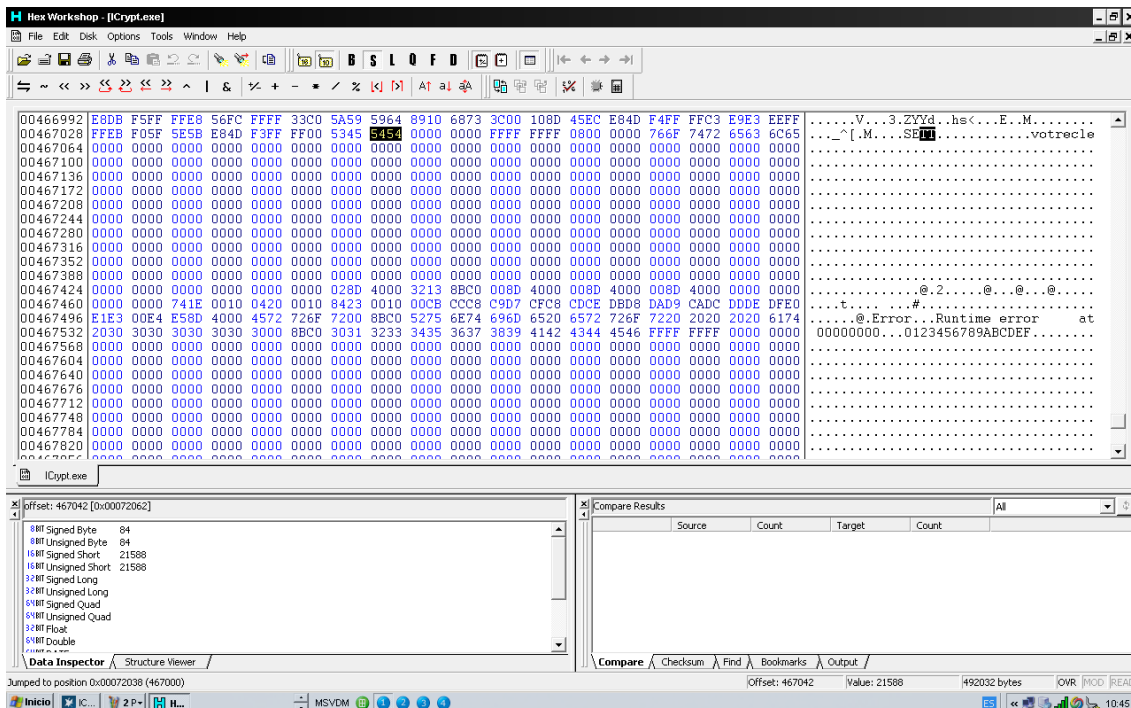 Hex Workshop - [ICrypt.exe]
File Edit Disk Options Tools Window Help
B S L Q F D
00466992 E8DB F5FF FFE8 56FC FFFF 33C0 5A59 5964 8910 6873 3C00 108D 45EC E84D F4FF FFC3 E9E3 EEFF ......V...3.ZYYd..hs<...E..M........
00467028 FFEB F05F 5E5B E84D F3FF FF00 5345 5454 0000 0000 FFFF FFFF 0800 0000 766F 7472 6563 6C65 ..._^[.M....SETT............votrecle
00467064 0000 0000 0000 0000 0000 0000 0000 0000 0000 0000 0000 0000 0000 0000 0000 0000 0000 0000 ....................................
00467100 0000 0000 0000 0000 0000 0000 0000 0000 0000 0000 0000 0000 0000 0000 0000 0000 0000 0000 ....................................
00467136 0000 0000 0000 0000 0000 0000 0000 0000 0000 0000 0000 0000 0000 0000 0000 0000 0000 0000 ....................................
00467172 0000 0000 0000 0000 0000 0000 0000 0000 0000 0000 0000 0000 0000 0000 0000 0000 0000 0000 ....................................
00467208 0000 0000 0000 0000 0000 0000 0000 0000 0000 0000 0000 0000 0000 0000 0000 0000 0000 0000 ....................................
00467244 0000 0000 0000 0000 0000 0000 0000 0000 0000 0000 0000 0000 0000 0000 0000 0000 0000 0000 ....................................
00467280 0000 0000 0000 0000 0000 0000 0000 0000 0000 0000 0000 0000 0000 0000 0000 0000 0000 0000 ....................................
00467316 0000 0000 0000 0000 0000 0000 0000 0000 0000 0000 0000 0000 0000 0000 0000 0000 0000 0000 ....................................
00467352 0000 0000 0000 0000 0000 0000 0000 0000 0000 0000 0000 0000 0000 0000 0000 0000 0000 0000 ....................................
00467388 0000 0000 0000 0000 0000 0000 0000 0000 0000 0000 0000 0000 0000 0000 0000 0000 0000 0000 ....................................
00467424 0000 0000 0000 0000 0000 0000 028D 4000 3213 8BC0 008D 4000 008D 4000 008D 4000 0000 0000 ..............@.2.....@...@...@.....
00467460 0000 0000 741E 0010 0420 0010 8423 0010 00CB CCC8 C9D7 CFC8 CDCE DBD8 DAD9 CADC DDDE DFE0 ....t..... ...#.....................
00467496 E1E3 00E4 E58D 4000 4572 726F 7200 8BC0 5275 6E74 696D 6520 6572 726F 7220 2020 2020 6174 ......@.Error...Runtime error     at
00467532 2030 3030 3030 3030 3000 8BC0 3031 3233 3435 3637 3839 4142 4344 4546 FFFF FFFF 0000 0000  00000000...0123456789ABCDEF........
00467568 0000 0000 0000 0000 0000 0000 0000 0000 0000 0000 0000 0000 0000 0000 0000 0000 0000 0000 ....................................
00467604 0000 0000 0000 0000 0000 0000 0000 0000 0000 0000 0000 0000 0000 0000 0000 0000 0000 0000 ....................................
00467640 0000 0000 0000 0000 0000 0000 0000 0000 0000 0000 0000 0000 0000 0000 0000 0000 0000 0000 ....................................
00467676 0000 0000 0000 0000 0000 0000 0000 0000 0000 0000 0000 0000 0000 0000 0000 0000 0000 0000 ....................................
00467712 0000 0000 0000 0000 0000 0000 0000 0000 0000 0000 0000 0000 0000 0000 0000 0000 0000 0000 ....................................
00467748 0000 0000 0000 0000 0000 0000 0000 0000 0000 0000 0000 0000 0000 0000 0000 0000 0000 0000 ....................................
00467784 0000 0000 0000 0000 0000 0000 0000 0000 0000 0000 0000 0000 0000 0000 0000 0000 0000 0000 ....................................
00467820 0000 0000 0000 0000 0000 0000 0000 0000 0000 0000 0000 0000 0000 0000 0000 0000 0000 0000 ....................................
ICrypt.exe
offset: 467042 [0x00072062]
8BIT Signed Byte 84
8BIT Unsigned Byte 84
16BIT Signed Short 21588
16BIT Unsigned Short 21588
32BIT Signed Long
32BIT Unsigned Long
64BIT Signed Quad
64BIT Unsigned Quad
32BIT Float
64BIT Double
Data Inspector Structure Viewer
Compare Results All
Source Count Target Count
Compare Checksum Find Bookmarks Output
Jumped to position 0x00072038 (467000) Offset: 467042 Value: 21588 492032 bytes OVR MOD READ
Inicio IC... 2 P H... MSVDM 1 2 3 4 ES 10:45